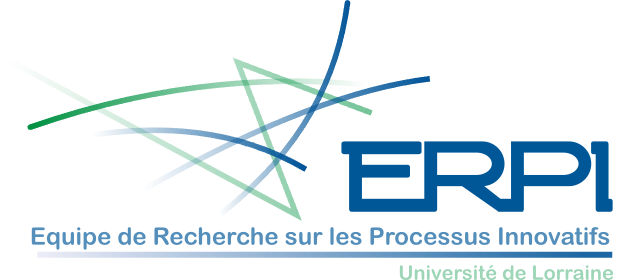 ERPI
Equipe de Recherche sur les Processus Innovatifs
Université de Lorraine